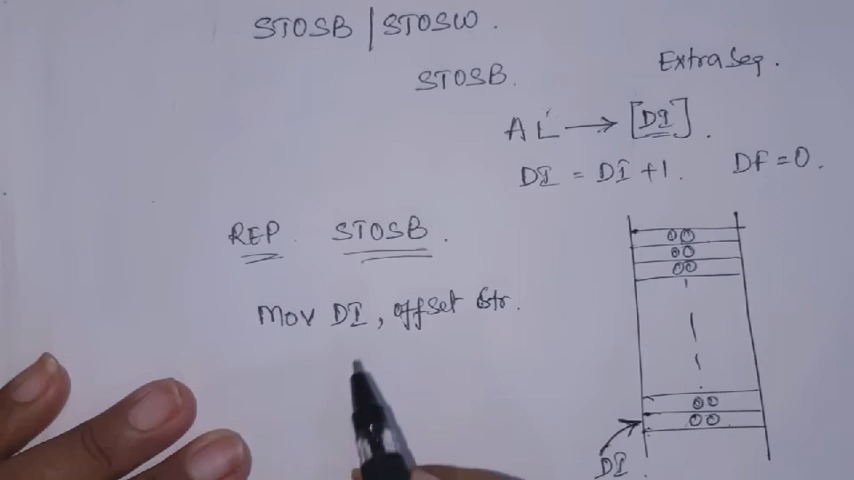 STOSB | STOSW.
Extra Seg.
STOSB.
AL → [DI].
DI = DI + 1. DF = 0.
REP STOSB.
00
00
00
Mov DI, offset Str.
00
00
DI.